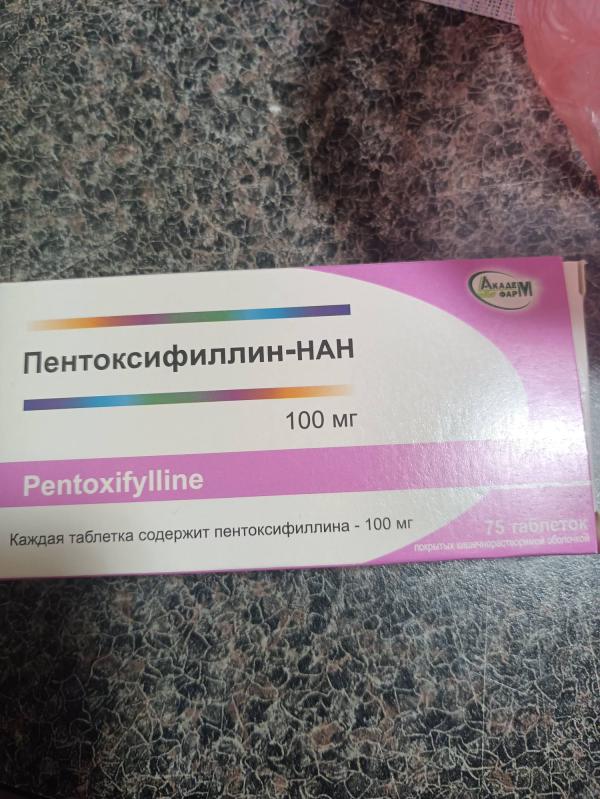 АКАДЕМ
ФАРМ
Пентоксифиллин-НАН
100 мг
Pentoxifylline
Каждая таблетка содержит пентоксифиллина - 100 мг
75 таблеток
покрытых кишечнорастворимой оболочкой